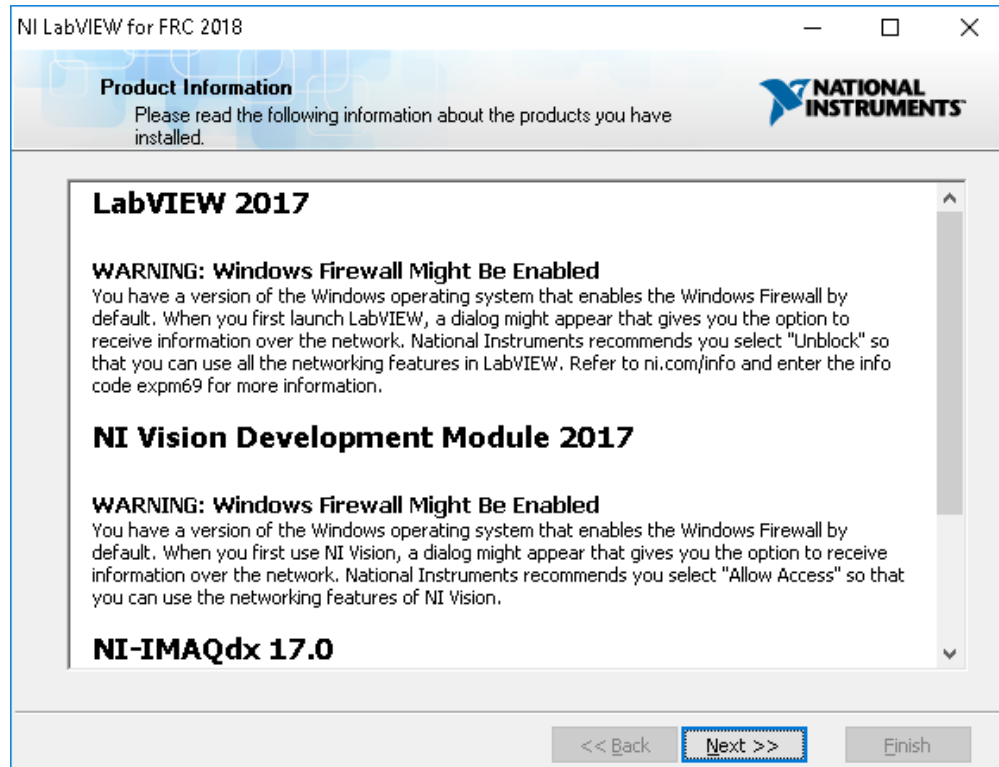 NI LabVIEW for FRC 2018
Product Information
Please read the following information about the products you have
installed.
NATIONAL
INSTRUMENTS™
LabVIEW 2017
WARNING: Windows Firewall Might Be Enabled
You have a version of the Windows operating system that enables the Windows Firewall by
default. When you first launch LabVIEW, a dialog might appear that gives you the option to
receive information over the network. National Instruments recommends you select "Unblock" so
that you can use all the networking features in LabVIEW. Refer to ni.com/info and enter the info
code expm69 for more information.
NI Vision Development Module 2017
WARNING: Windows Firewall Might Be Enabled
You have a version of the Windows operating system that enables the Windows Firewall by
default. When you first use NI Vision, a dialog might appear that gives you the option to receive
information over the network. National Instruments recommends you select "Allow Access" so that
you can use the networking features of NI Vision.
NI-IMAQdx 17.0
<< Back Next >> Finish